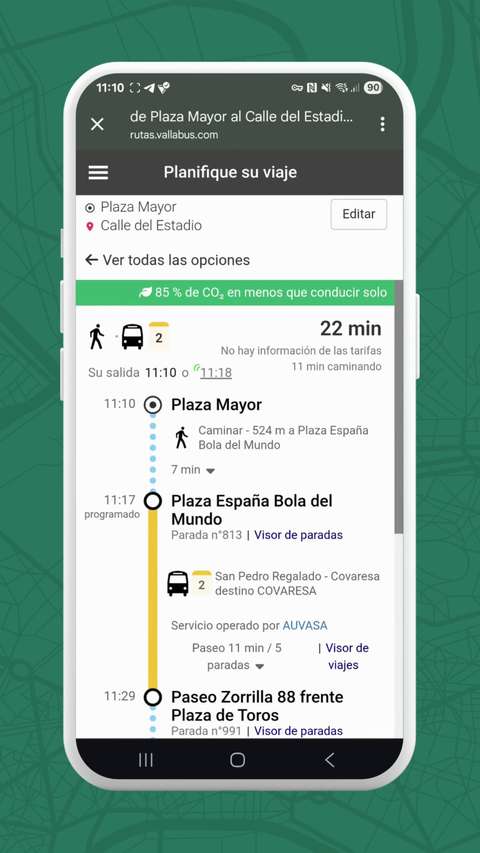 11:10
90
de Plaza Mayor al Calle del Estadi...
rutas.vallabus.com
Planifique su viaje
Plaza Mayor
Calle del Estadio
Editar
Ver todas las opciones
85 % de CO₂ en menos que conducir solo
2
22 min
No hay información de las tarifas
11 min caminando
Su salida 11:10 o 11:18
11:10 Plaza Mayor
Caminar - 524 m a Plaza España
Bola del Mundo
7 min
11:17 Plaza España Bola del
programado Mundo
Parada n°813 | Visor de paradas
2 San Pedro Regalado - Covaresa
destino COVARESA
Servicio operado por AUVASA
Paseo 11 min / 5 | Visor de
paradas viajes
11:29 Paseo Zorrilla 88 frente
Plaza de Toros
Parada n°991 | Visor de paradas